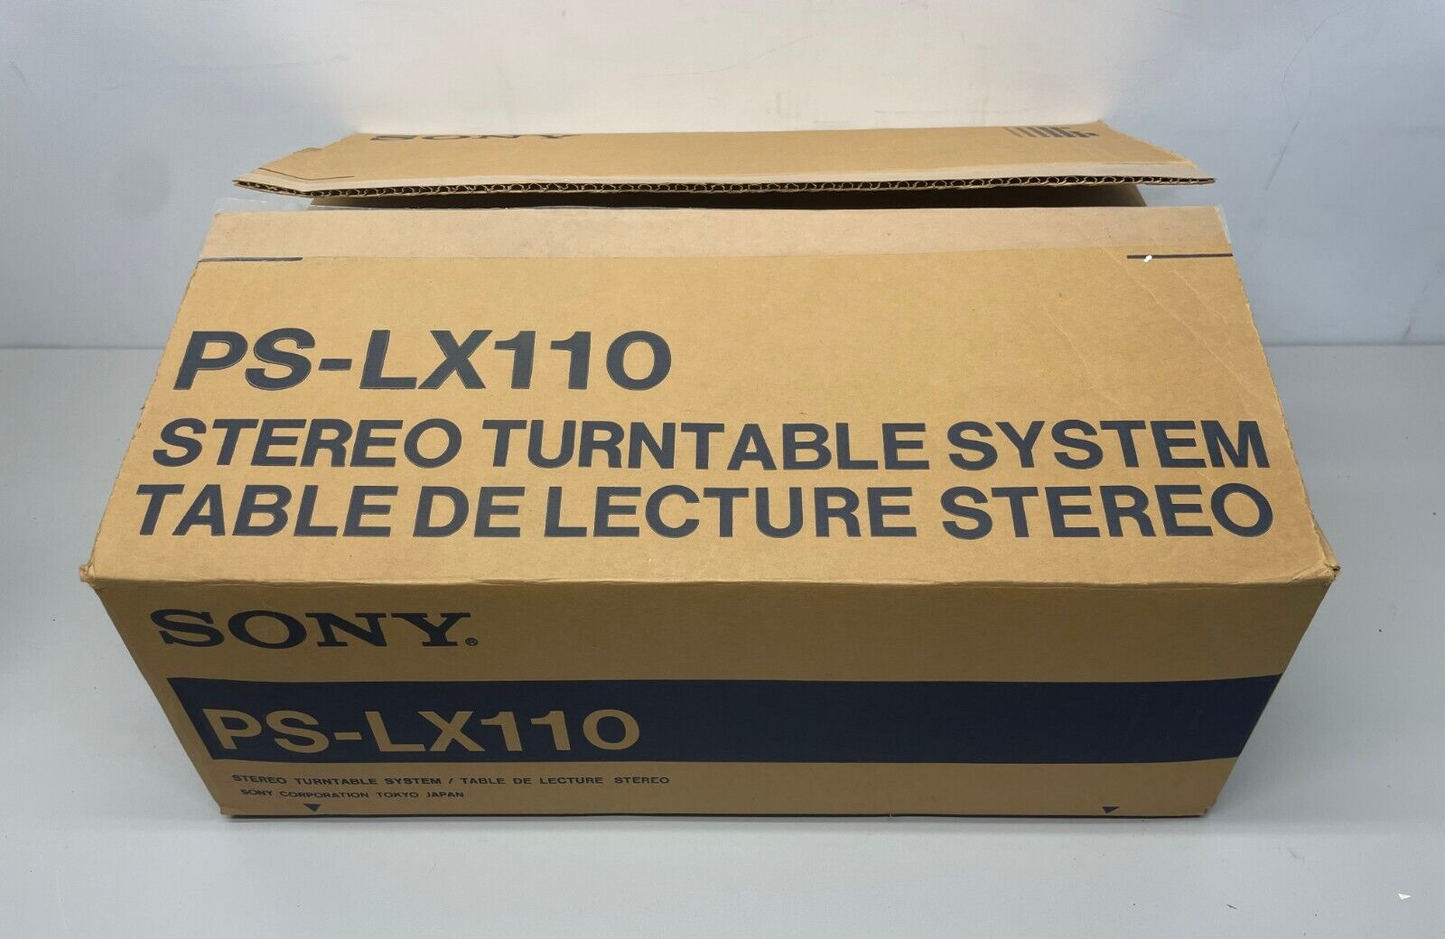 SONY
PS-LX110
STEREO TURNTABLE SYSTEM
TABLE DE LECTURE STEREO
SONY®
PS-LX110
STEREO TURNTABLE SYSTEM / TABLE DE LECTURE STEREO
SONY CORPORATION TOKYO JAPAN